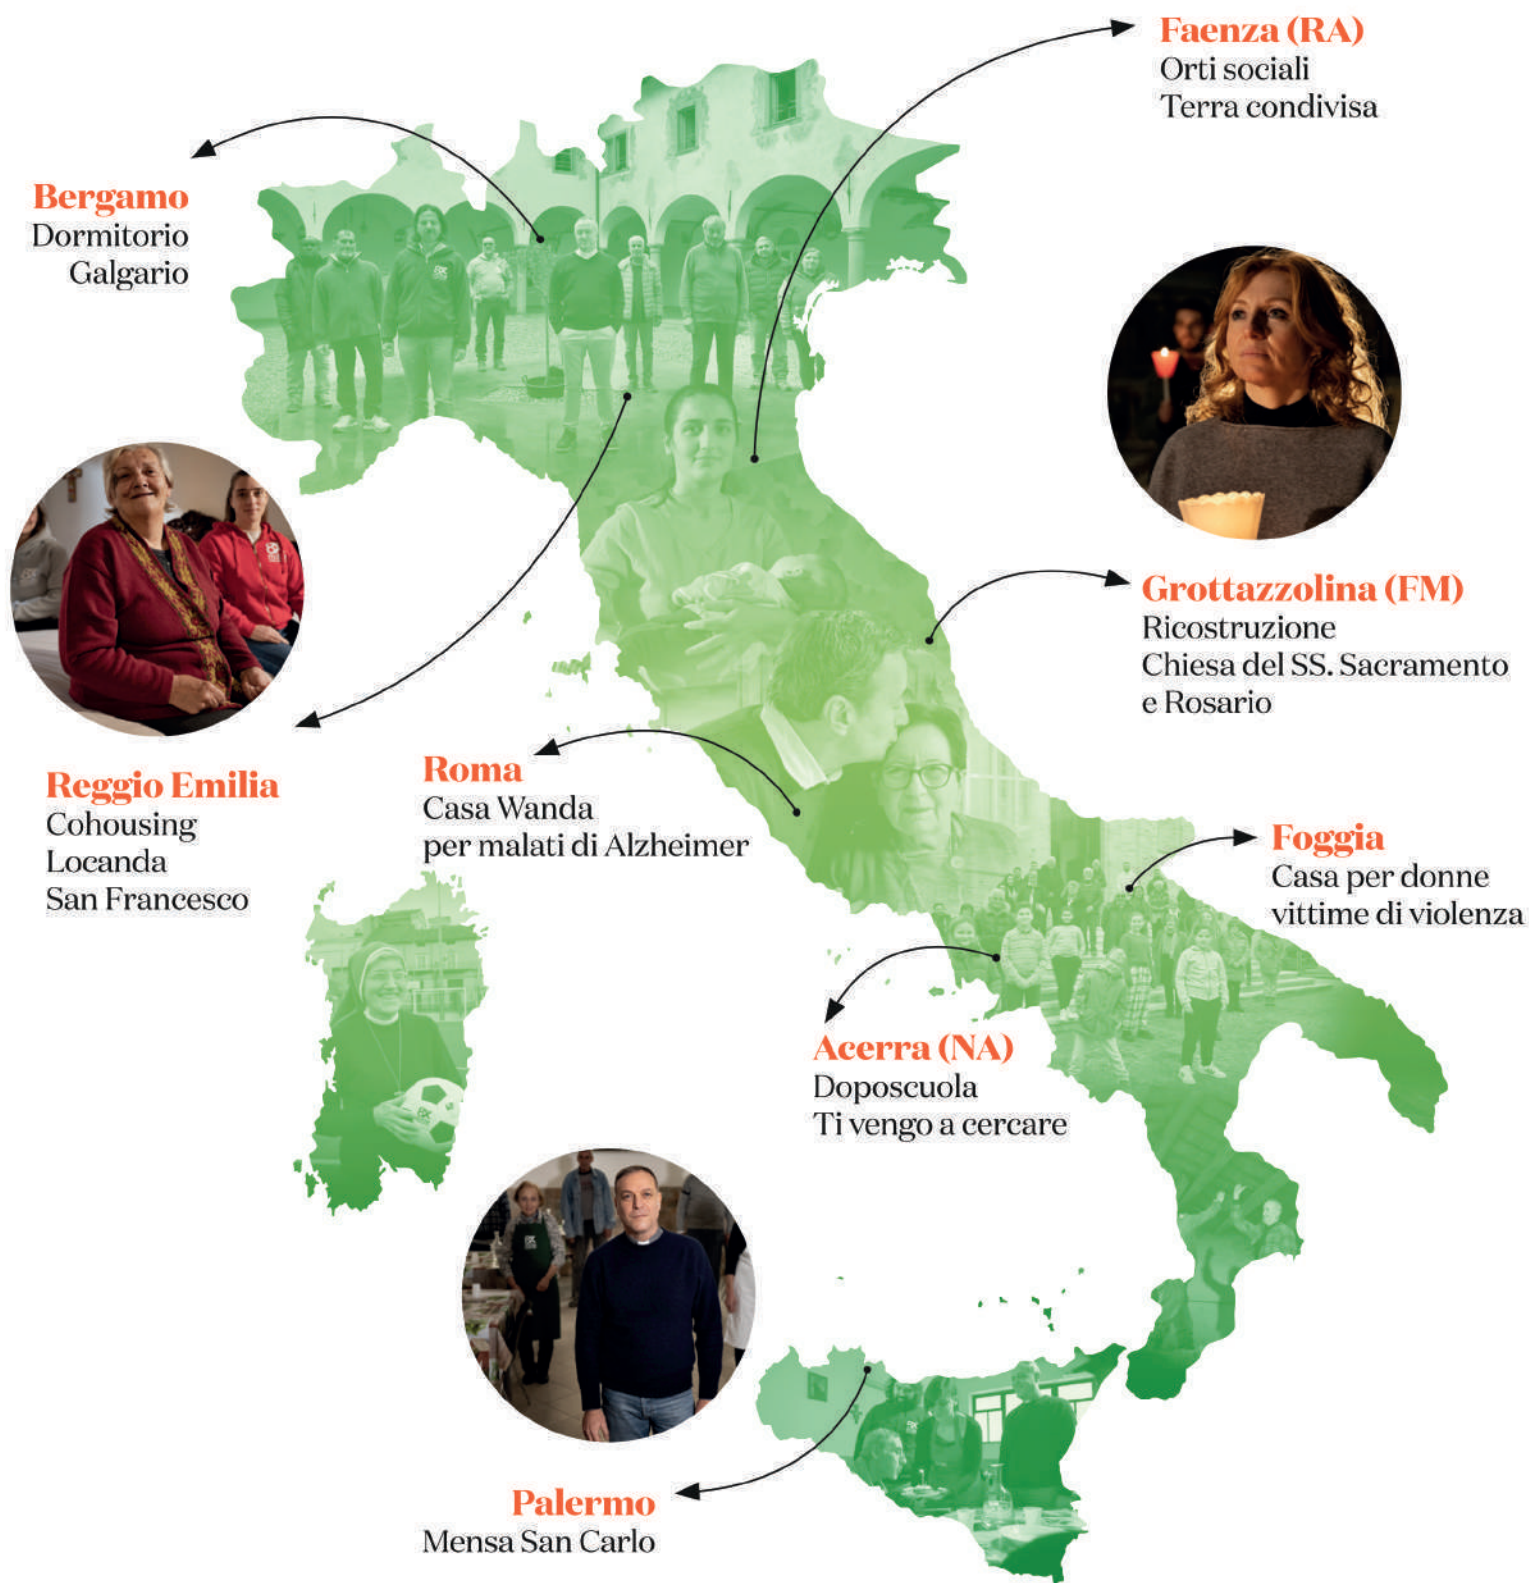 Faenza (RA)
Orti sociali
Terra condivisa
Bergamo
Dormitorio
Galgario
Grottazzolina (FM)
Ricostruzione
Chiesa del SS. Sacramento
e Rosario
Reggio Emilia
Cohousing
Locanda
San Francesco
Roma
Casa Wanda
per malati di Alzheimer
Foggia
Casa per donne
vittime di violenza
Acerra (NA)
Doposcuola
Ti vengo a cercare
Palermo
Mensa San Carlo